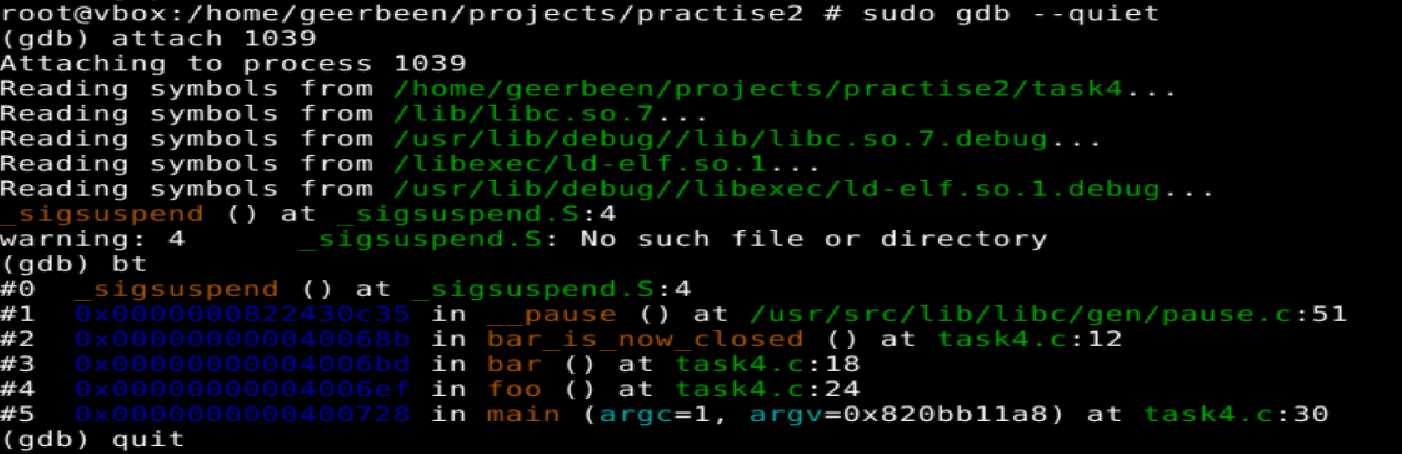 root@vbox:/home/geerbeen/projects/practise2 # sudo gdb --quiet
(gdb) attach 1039
Attaching to process 1039
Reading symbols from /home/geerbeen/projects/practise2/task4...
Reading symbols from /lib/libc.so.7...
Reading symbols from /usr/lib/debug//lib/libc.so.7.debug...
Reading symbols from /libexec/ld-elf.so.1...
Reading symbols from /usr/lib/debug//libexec/ld-elf.so.1.debug...
_sigsuspend () at _sigsuspend.S:4
warning: 4      _sigsuspend.S: No such file or directory
(gdb) bt
#0  _sigsuspend () at _sigsuspend.S:4
#1  0x0000000822430c35 in __pause () at /usr/src/lib/libc/gen/pause.c:51
#2  0x000000000040068b in bar_is_now_closed () at task4.c:12
#3  0x00000000004006bd in bar () at task4.c:18
#4  0x00000000004006ef in foo () at task4.c:24
#5  0x0000000000400728 in main (argc=1, argv=0x820bb11a8) at task4.c:30
(gdb) quit